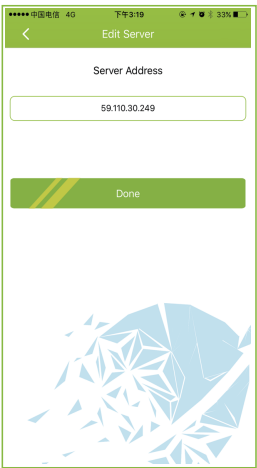 中国电信 4G 下午3:19 33%
Edit Server
Server Address
59.110.30.249
Done